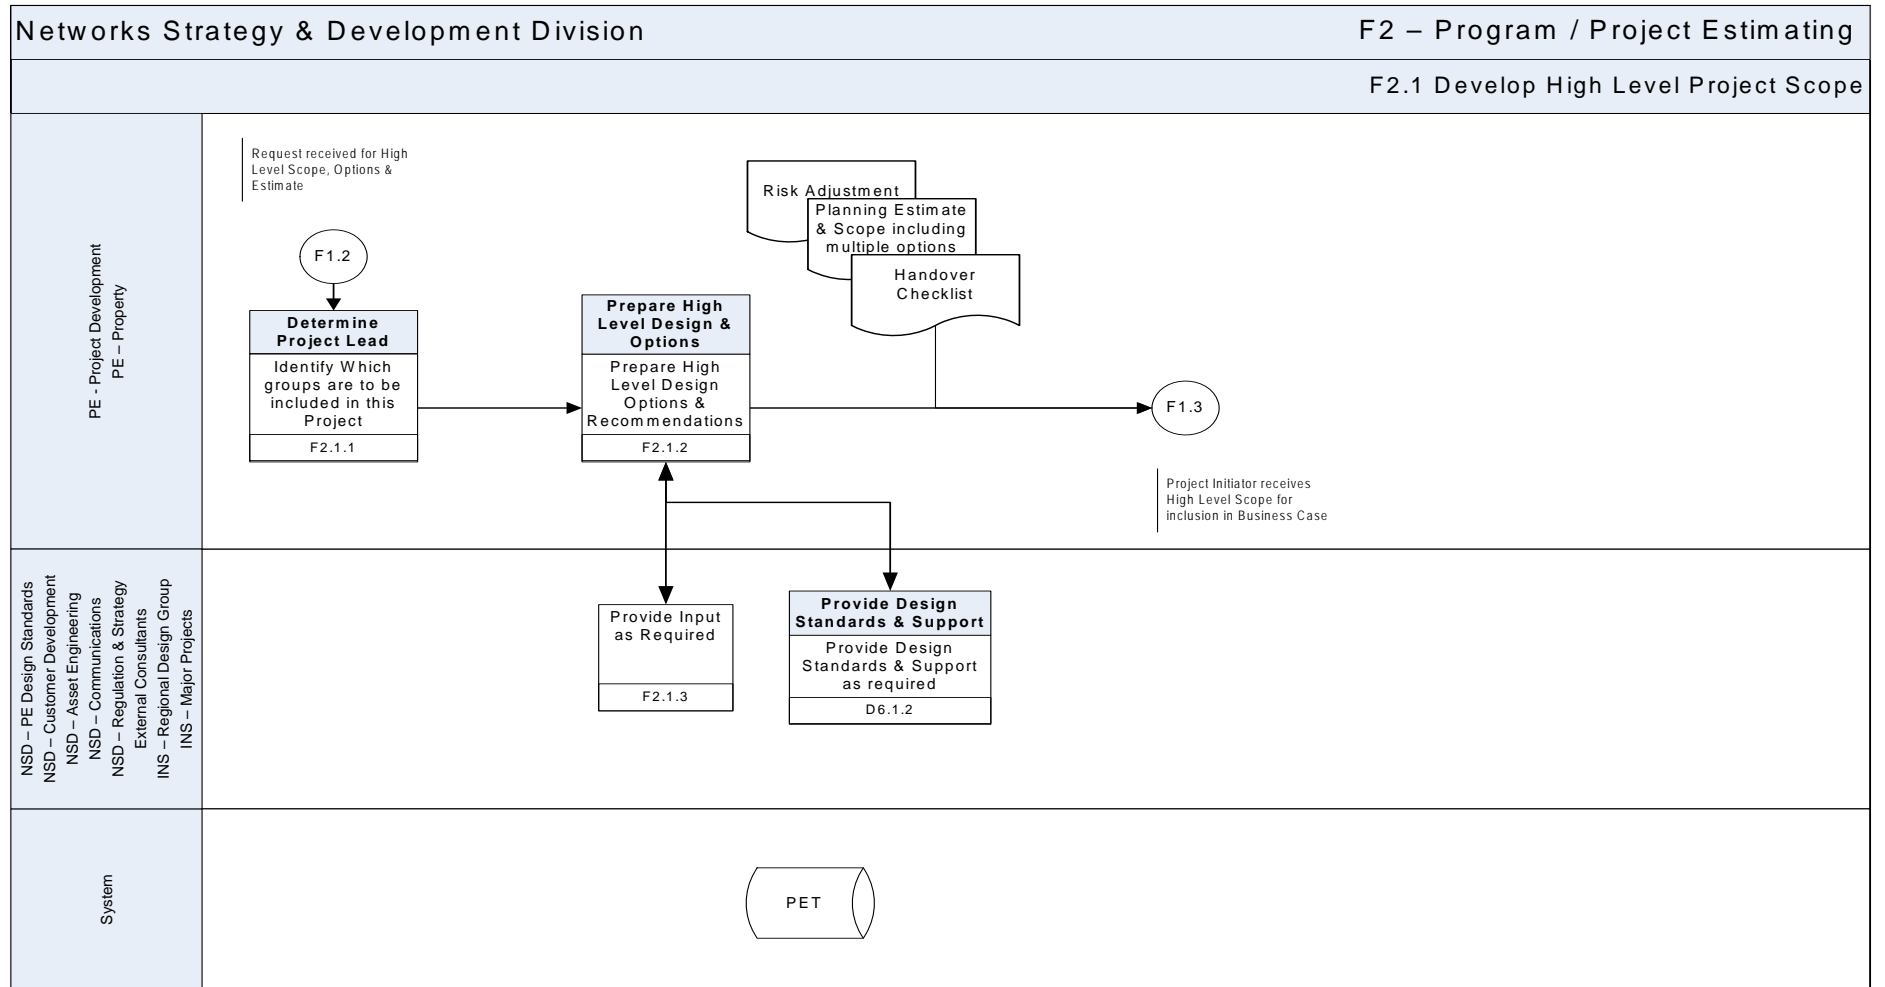 Networks Strategy & Development Division
F2 – Program / Project Estimating
F2.1 Develop High Level Project Scope
PE - Project Development
PE – Property
Request received for High
Level Scope, Options &
Estimate
F1.2
Determine
Project Lead
Identify Which
groups are to be
included in this
Project
F2.1.1
Prepare High
Level Design &
Options
Prepare High
Level Design
Options &
Recommendations
F2.1.2
Risk Adjustment
Planning Estimate
& Scope including
multiple options
Handover
Checklist
F1.3
Project Initiator receives
High Level Scope for
inclusion in Business Case
NSD – PE Design Standards
NSD – Customer Development
NSD – Asset Engineering
NSD – Communications
NSD – Regulation & Strategy
External Consultants
INS – Regional Design Group
INS – Major Projects
Provide Input
as Required
F2.1.3
Provide Design
Standards & Support
Provide Design
Standards & Support
as required
D6.1.2
System
PET